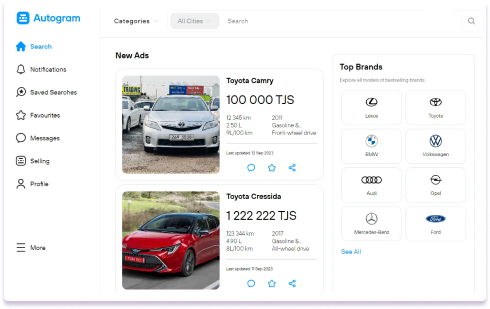 Autogram
Categories
All Cities
Search
Search
Notifications
Saved Searches
Favourites
Messages
Selling
Profile
More
New Ads
Toyota Camry
100 000 TJS
12 345 km 2011
2.50 L Gasoline &,
9L/100 km Front-wheel drive
Last updated 12 Sep 2023
Toyota Cressida
1 222 222 TJS
123 344 km 2017
4.90 L Gasoline &,
8L/100 km All-wheel drive
Last updated 11 Sep 2023
Top Brands
Explore all models of bestselling brands
Lexus Toyota
BMW Volkswagen
Audi Opel
Mercedes-Benz Ford
See All